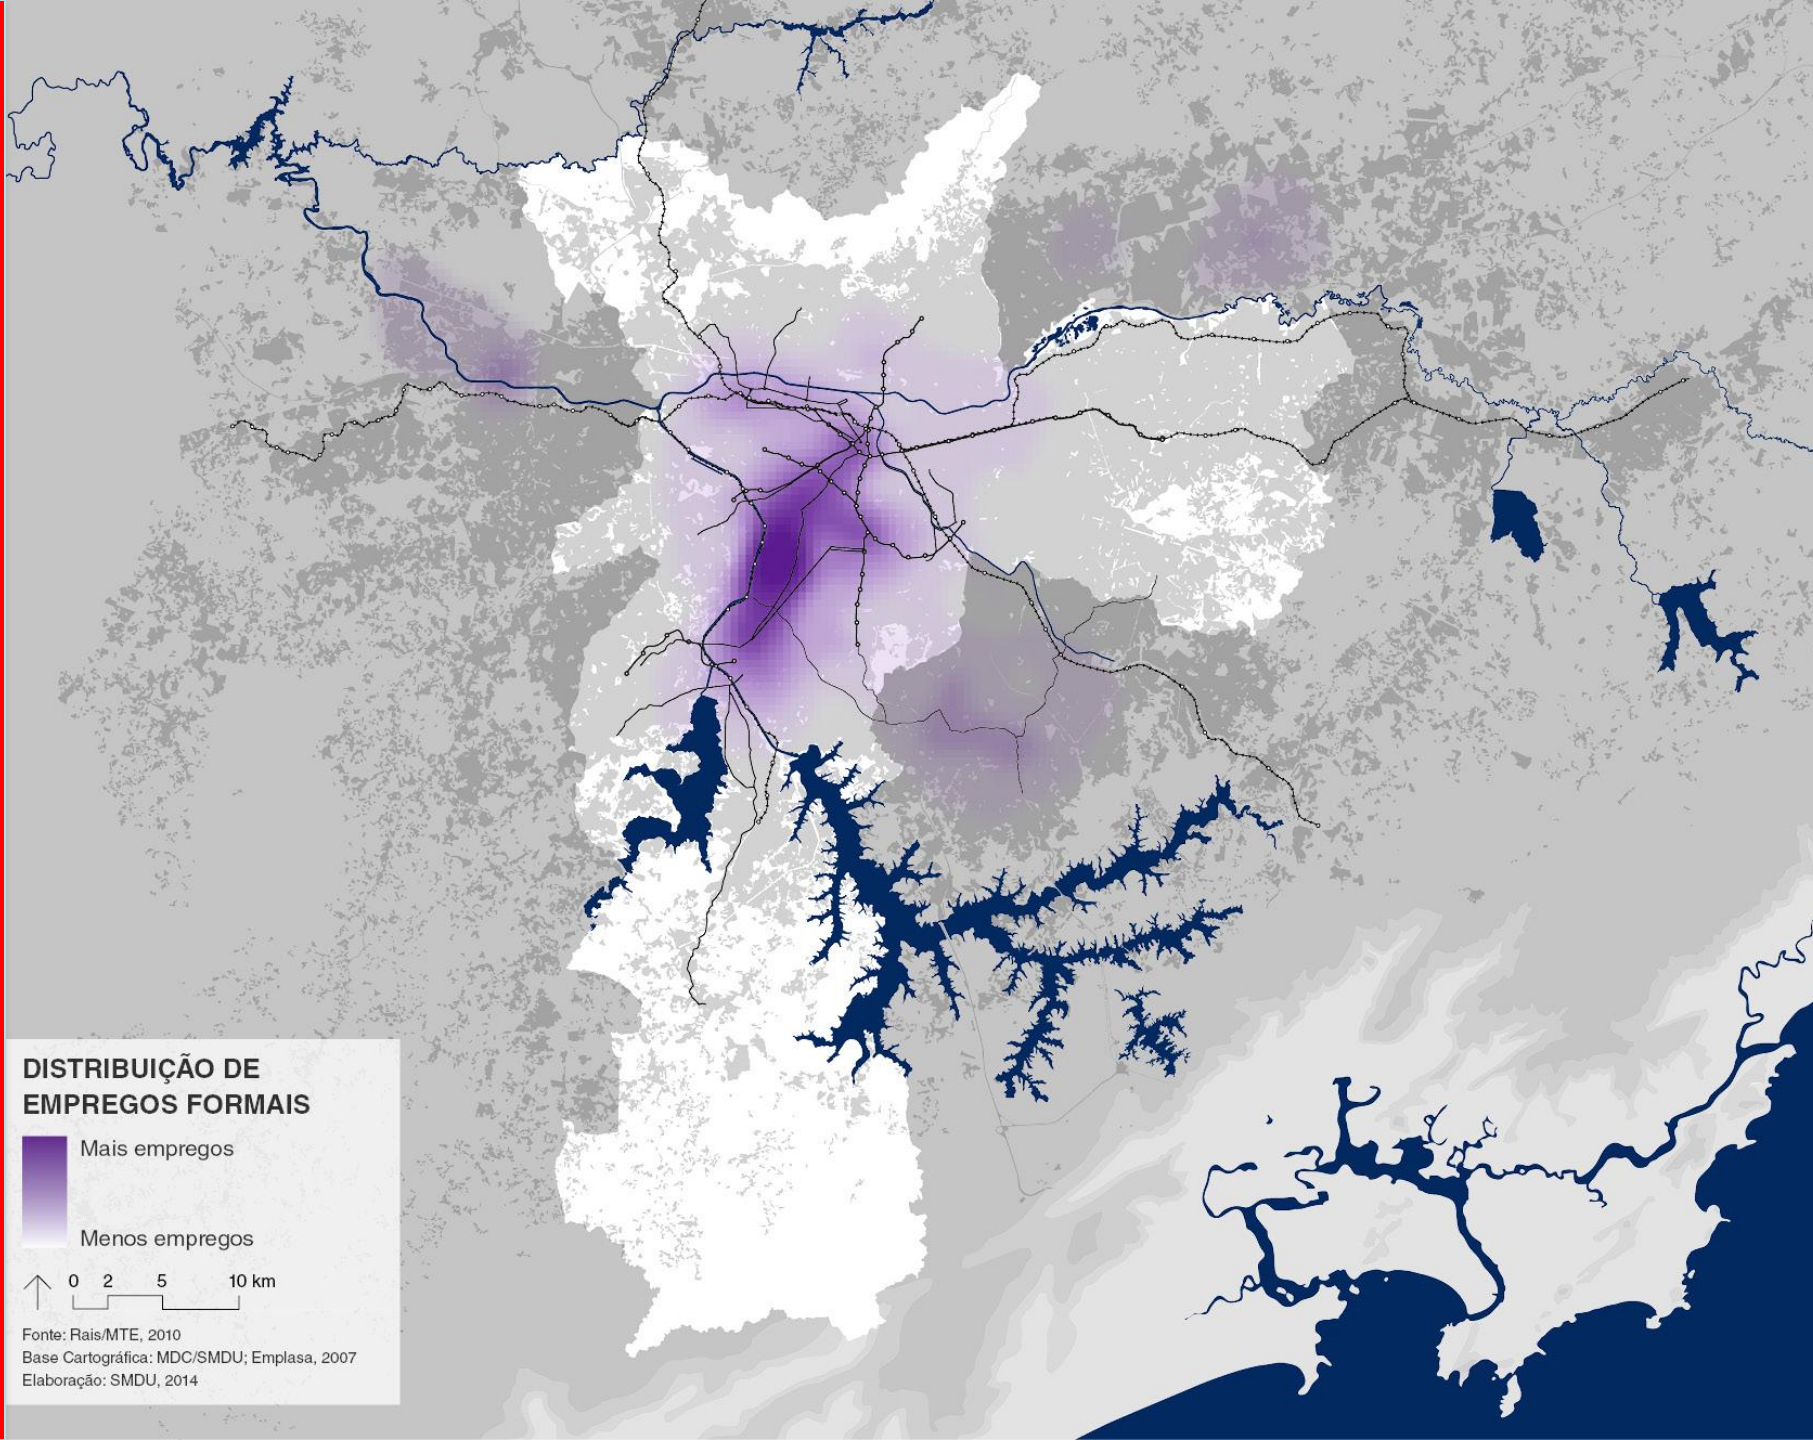 DISTRIBUIÇÃO DE
EMPREGOS FORMAIS
Mais empregos
Menos empregos
0 2 5 10 km
Fonte: Rais/MTE, 2010
Base Cartográfica: MDC/SMDU; Emplasa, 2007
Elaboração: SMDU, 2014